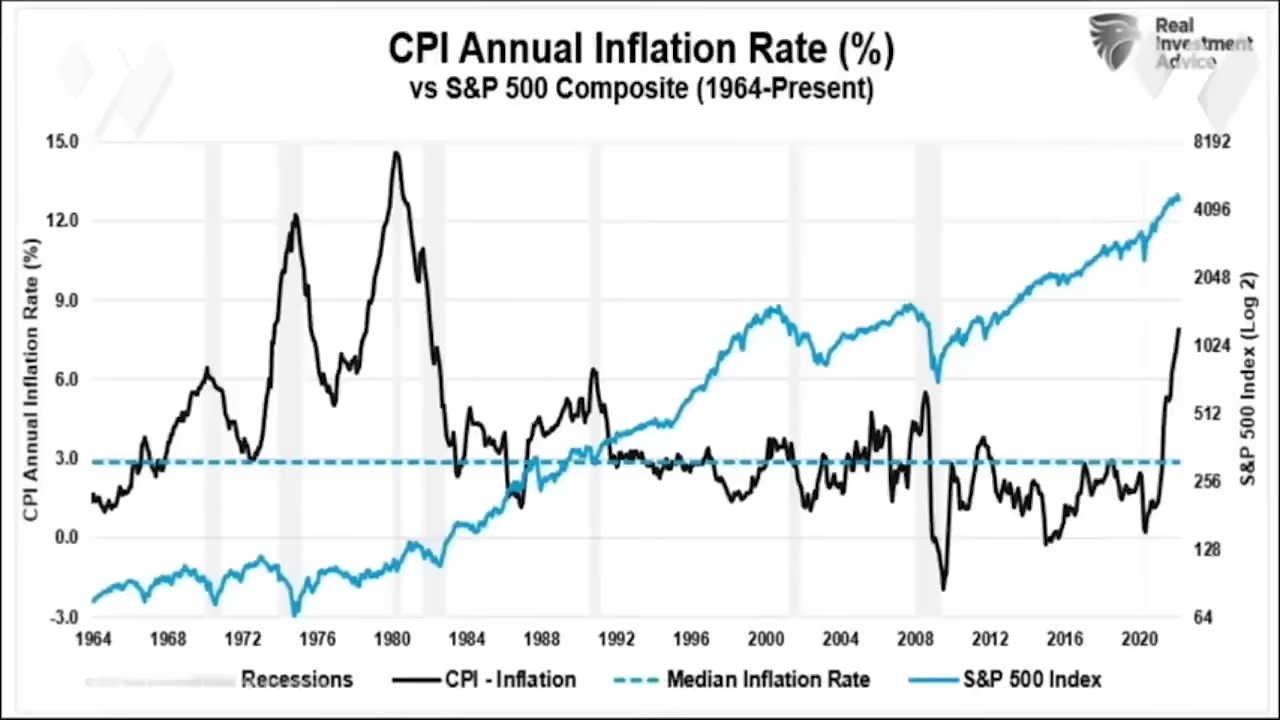 CPI Annual Inflation Rate (%)
vs S&P 500 Composite (1964-Present)
Real
Investment
Advice
15.0
12.0
9.0
6.0
3.0
0.0
-3.0
CPI Annual Inflation Rate (%)
8192
4096
2048
1024
512
256
128
64
S&P 500 Index (Log 2)
1964 1968 1972 1976 1980 1984 1988 1992 1996 2000 2004 2008 2012 2016 2020
Recessions CPI - Inflation Median Inflation Rate S&P 500 Index